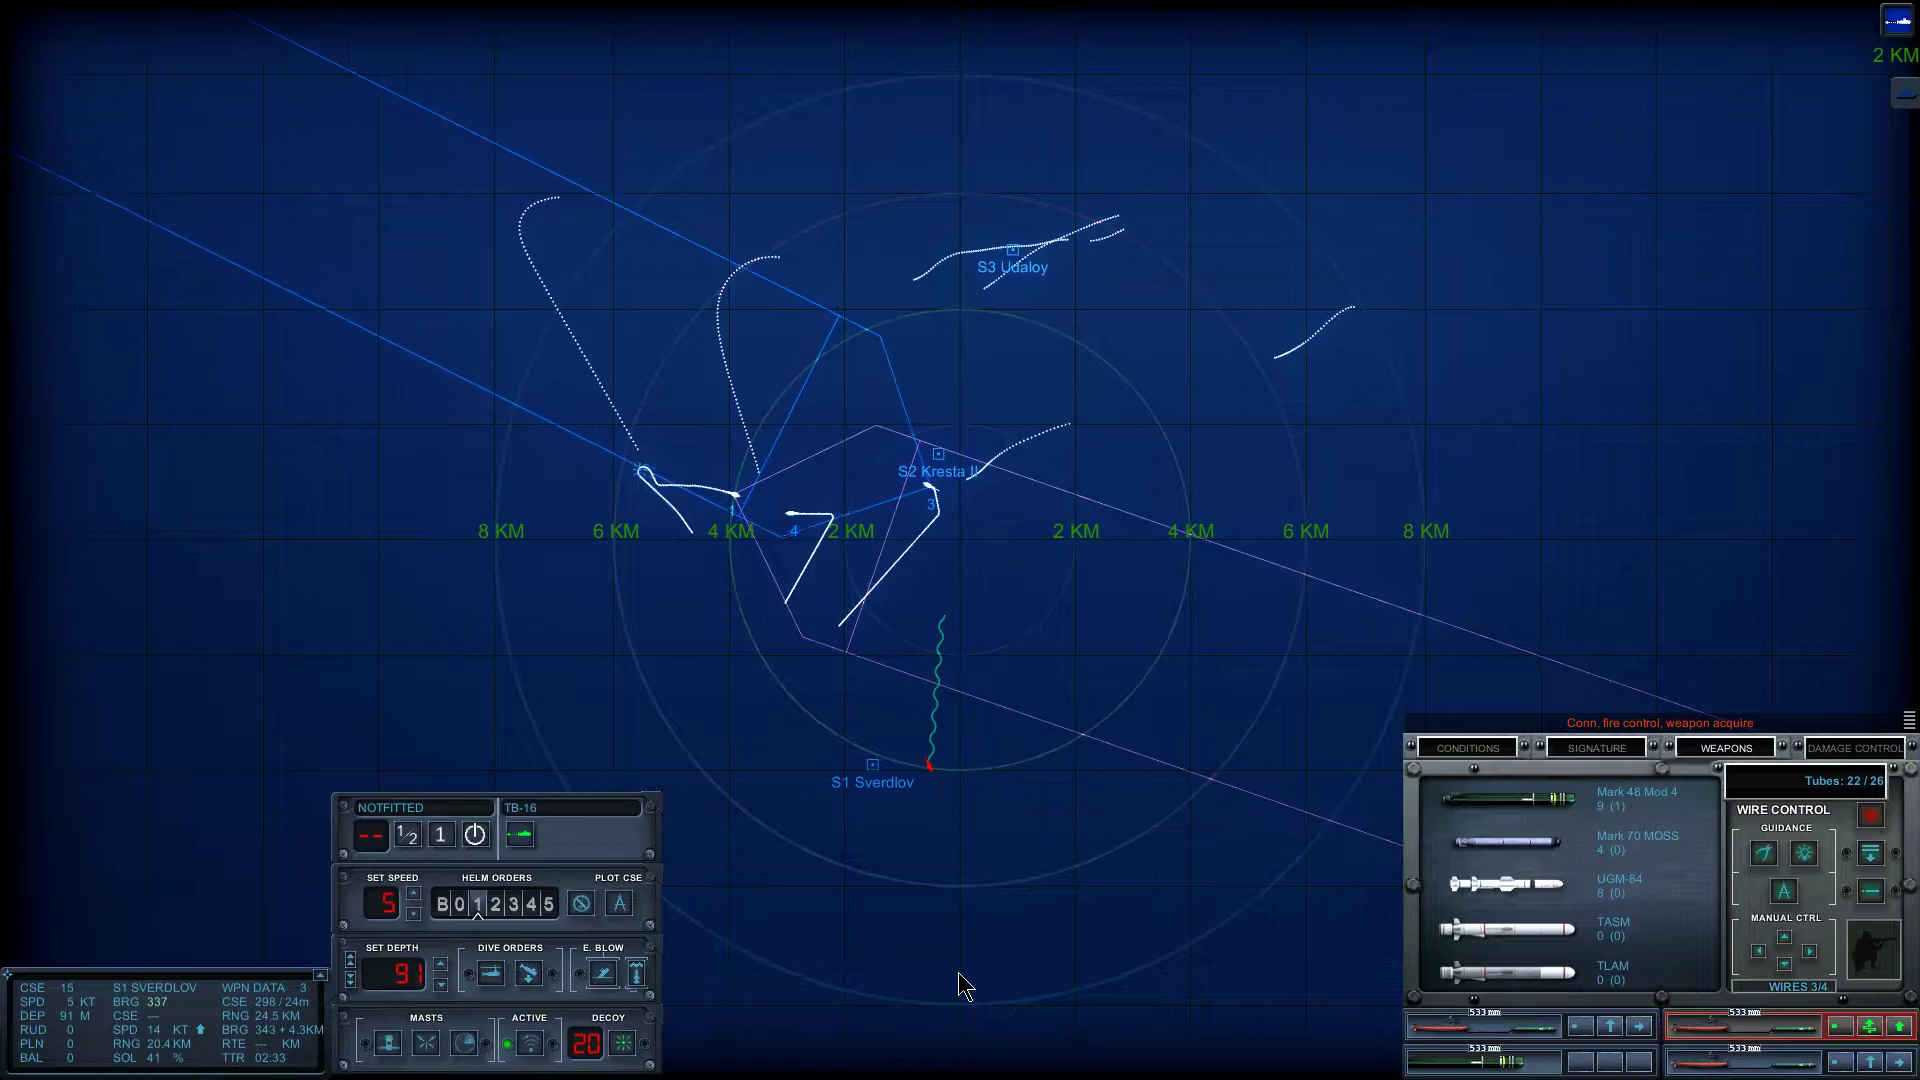 2 KM
S3 Udaloy
S2 Kresta II
3
1
4
8 KM
6 KM
4 KM
2 KM
2 KM
4 KM
6 KM
8 KM
S1 Sverdlov
Conn, fire control, weapon acquire
CONDITIONS
SIGNATURE
WEAPONS
DAMAGE CONTROL
Tubes: 22 / 26
Mark 48 Mod 4
9 (1)
Mark 70 MOSS
4 (0)
UGM-84
8 (0)
TASM
0 (0)
TLAM
0 (0)
WIRE CONTROL
GUIDANCE
MANUAL CTRL
WIRES 3/4
533 mm
533 mm
533 mm
533 mm
NOTFITTED
TB-16
--
1/2
1
SET SPEED
HELM ORDERS
PLOT CSE
5
B 0 1 2 3 4 5
SET DEPTH
DIVE ORDERS
E. BLOW
91
MASTS
ACTIVE
DECOY
20
CSE 15 S1 SVERDLOV WPN DATA 3
SPD 5 KT BRG 337 CSE 298 / 24m
DEP 91 M CSE --- RNG 24.5 KM
RUD 0 SPD 14 KT BRG 343 + 4.3KM
PLN 0 RNG 20.4 KM RTE --- KM
BAL 0 SOL 41 % TTR 02:33